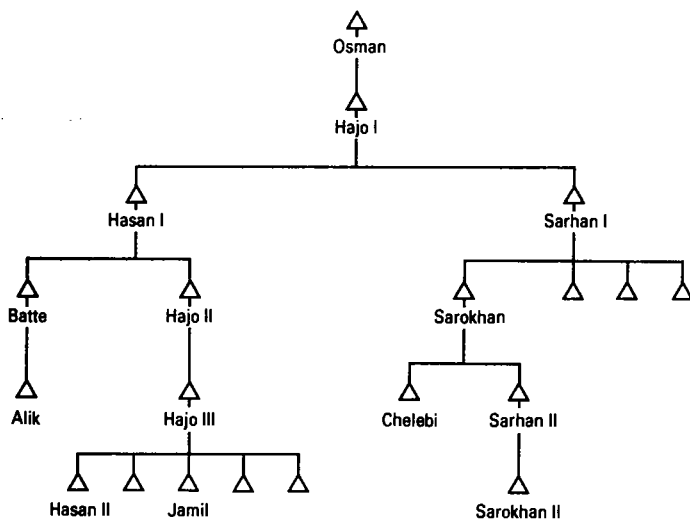 Osman
Hajo I
Hasan I Sarhan I
Batte Hajo II Sarokhan
Alik Hajo III Chelebi Sarhan II
Hasan II Jamil Sarokhan II